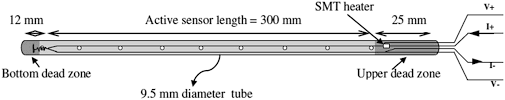 12 mm
Active sensor length = 300 mm
SMT heater
25 mm
V+
I+
I-
V-
Bottom dead zone
9.5 mm diameter tube
Upper dead zone